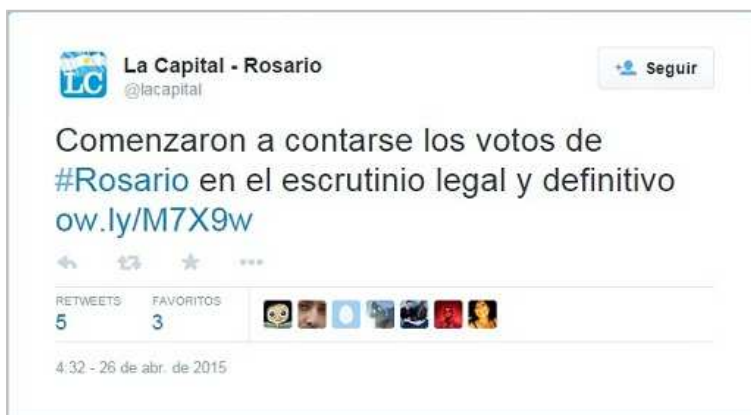 LC
La Capital - Rosario
@lacapital
Seguir
Comenzaron a contarse los votos de
#Rosario en el escrutinio legal y definitivo
ow.ly/M7X9w
RETWEETS FAVORITOS
5 3
4:32 - 26 de abr. de 2015